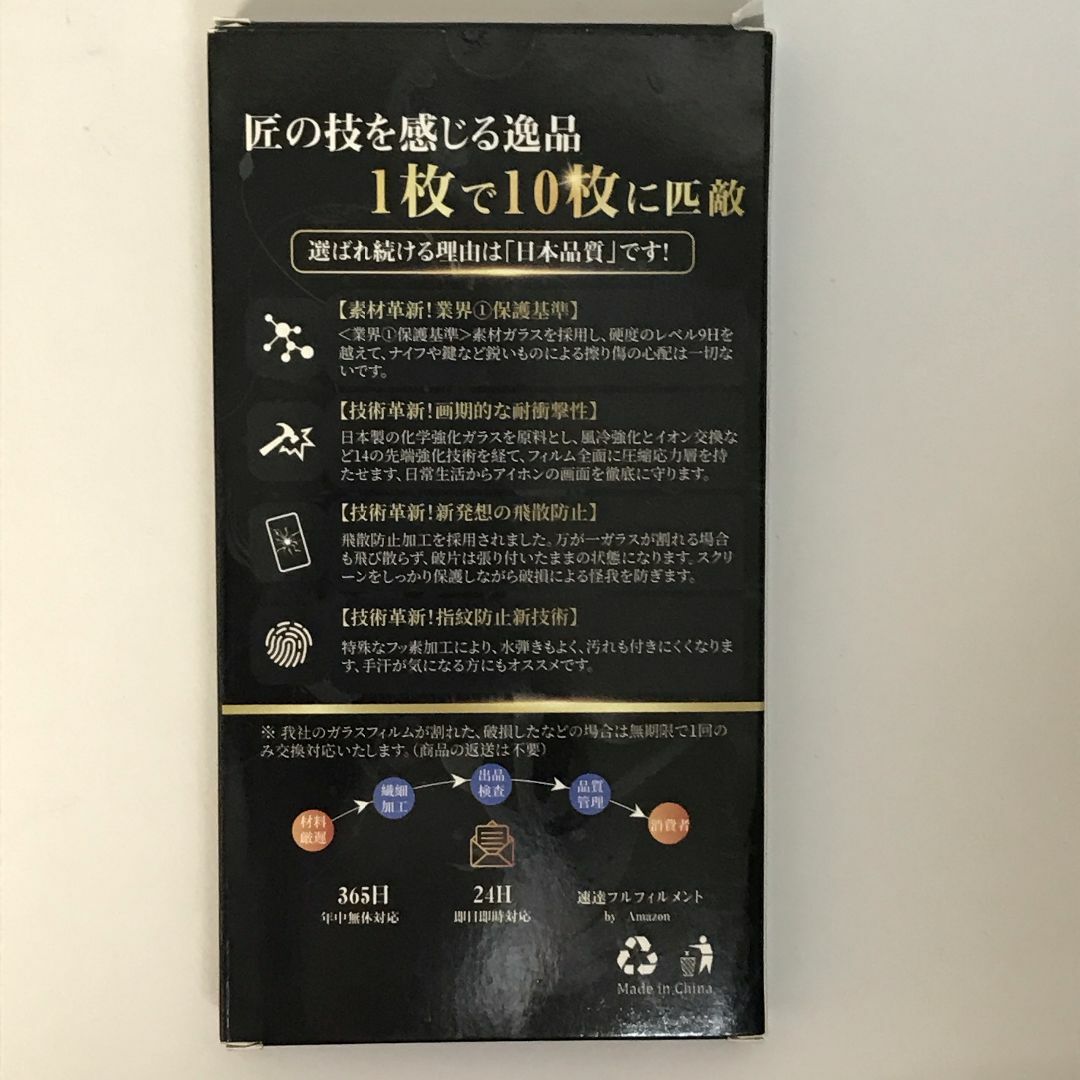 匠の技を感じる逸品
1枚で10枚に匹敵
選ばれ続ける理由は「日本品質」です!
【素材革新!業界①保護基準】
＜業界①保護基準＞素材ガラスを採用し、硬度のレベル9Hを
越えて、ナイフや鍵など鋭いものによる擦り傷の心配は一切な
いです。
【技術革新!画期的な耐衝撃性】
日本製の化学強化ガラスを原料とし、風冷強化とイオン交換な
ど14の先端強化技術を経て、フィルム全面に圧縮応力層を持
たせます、日常生活からアイホンの画面を徹底に守ります。
【技術革新!新発想の飛散防止】
飛散防止加工を採用されました。万が一ガラスが割れる場合
も飛び散らず、破片は張り付いたままの状態になります。スクリ
ーンをしっかり保護しながら破損による怪我を防ぎます。
【技術革新!指紋防止新技術】
特殊なフッ素加工により、水弾きもよく、汚れも付きにくくなりま
す、手汗が気になる方にもオススメです。
※ 我社のガラスフィルムが割れた、破損したなどの場合は無期限で1回の
み交換対応いたします。(商品の返送は不要)
材料
厳選
繊細
加工
出品
検査
品質
管理
消費者
365日
年中無休対応
24H
即日即時対応
速達フルフィルメント
by Amazon
Made in China